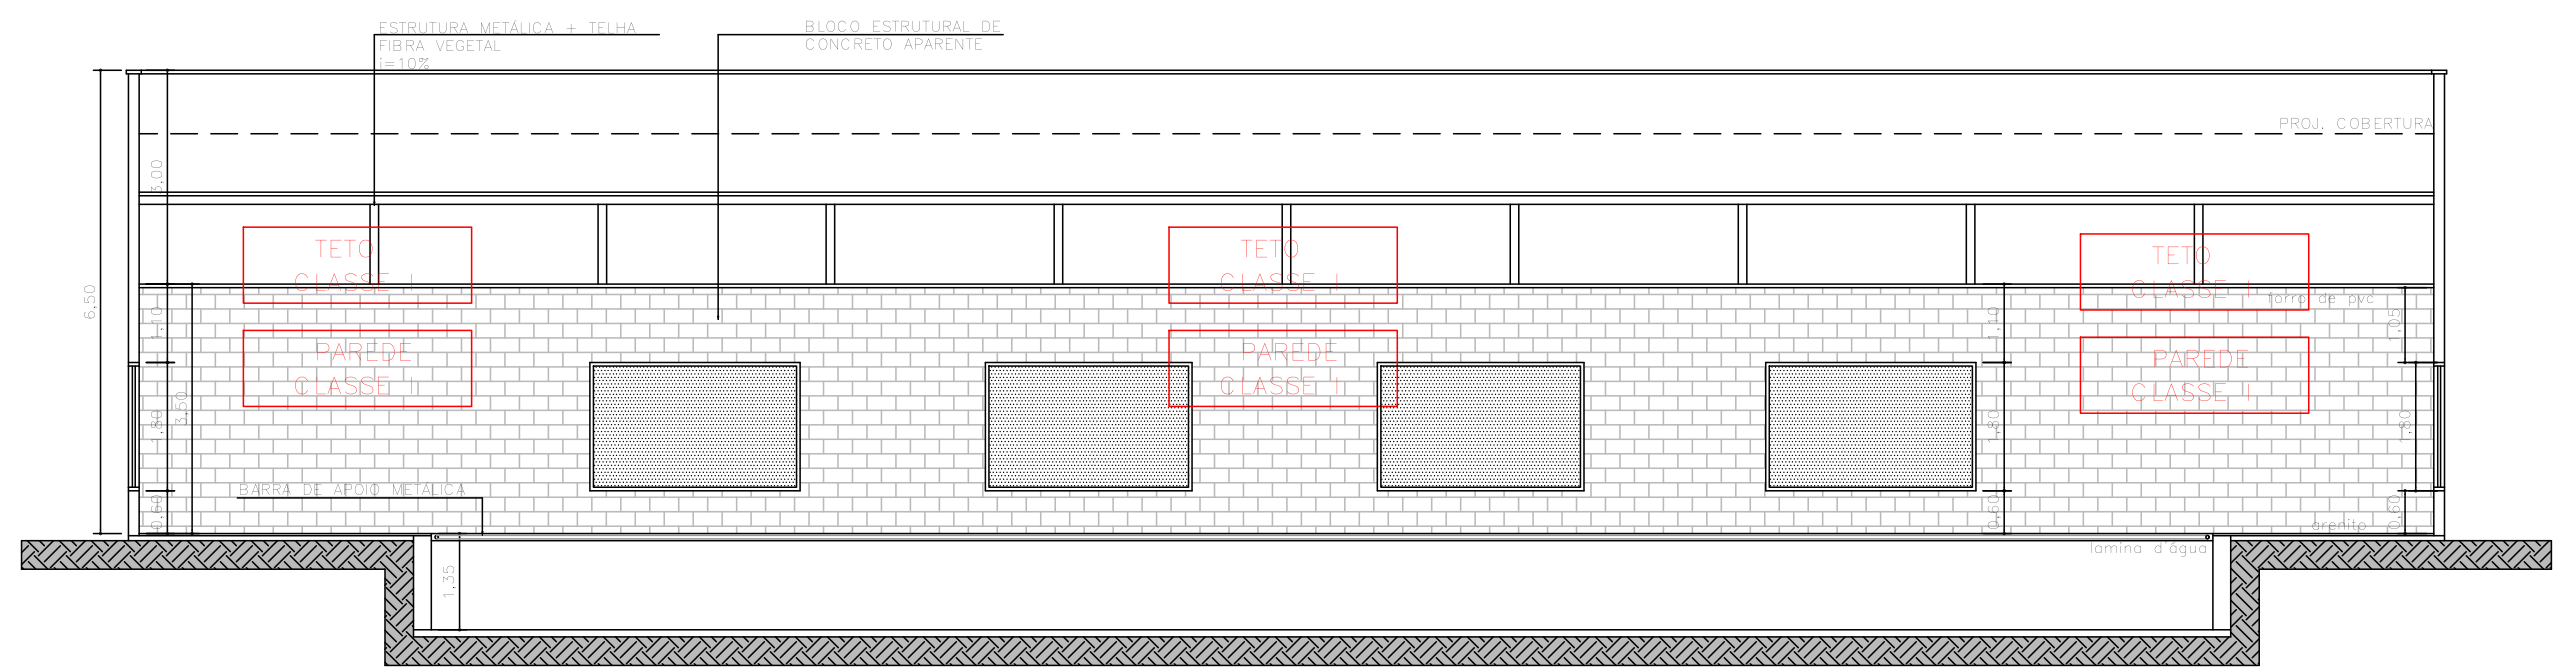 ESTRUTURA METÁLICA + TELHA
FIBRA VEGETAL
i=10%
BLOCO ESTRUTURAL DE
CONCRETO APARENTE
PROJ. COBERTURA
3,00
6,50
TETO
CLASSE I
TETO
CLASSE I
TETO
CLASSE I
forro de pvc
1,10
1,10
1,05
PAREDE
CLASSE I
PAREDE
CLASSE I
PAREDE
CLASSE I
1,80
3,50
1,80
1,80
BARRA DE APOIO METÁLICA
0,60
0,60
0,60
arenito
lamina d'água
1,35